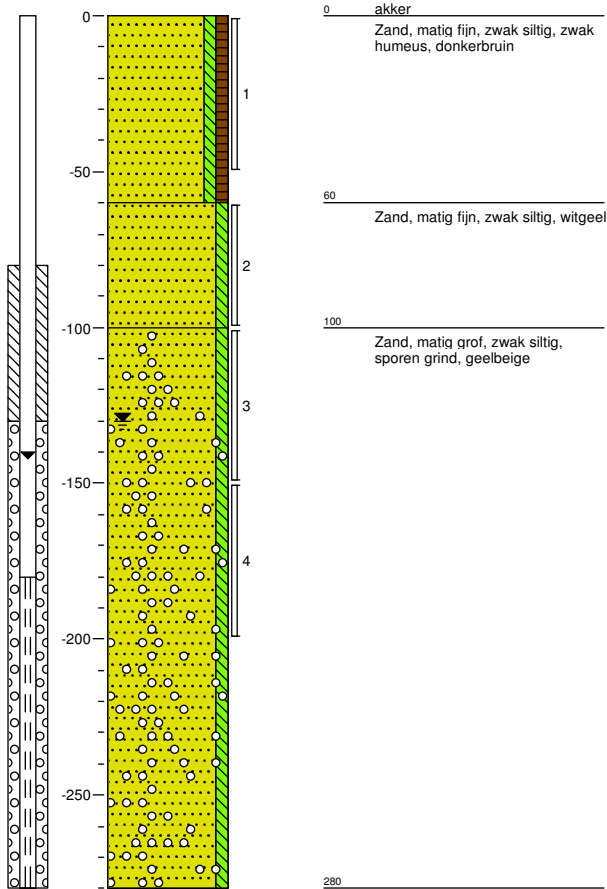 0
akker
0
Zand, matig fijn, zwak siltig, zwak
humeus, donkerbruin
1
-50
60
Zand, matig fijn, zwak siltig, witgeel
2
-100
100
Zand, matig grof, zwak siltig,
sporen grind, geelbeige
3
-150
4
-200
-250
280